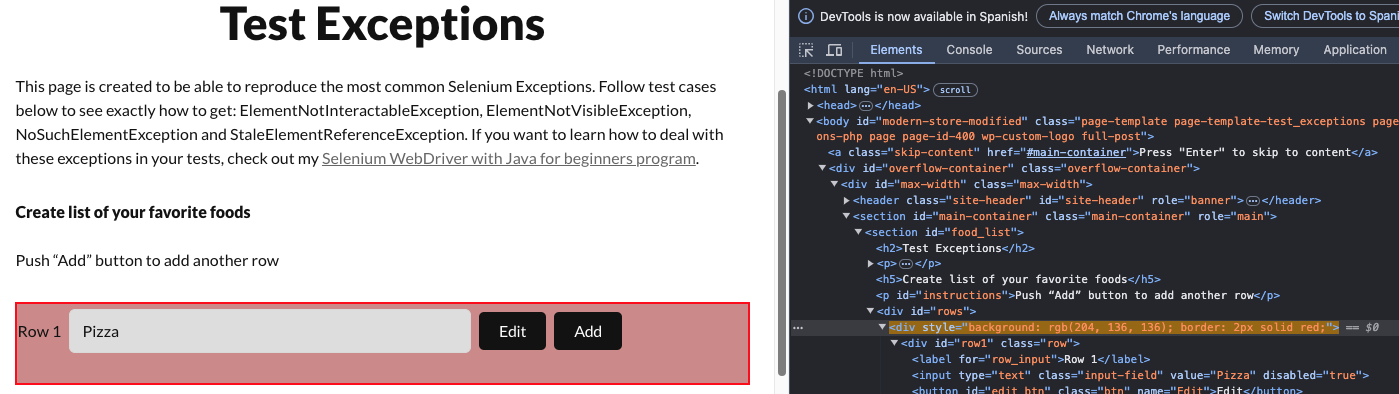 Test Exceptions
This page is created to be able to reproduce the most common Selenium Exceptions. Follow test cases
below to see exactly how to get: ElementNotInteractableException, ElementNotVisibleException,
NoSuchElementException and StaleElementReferenceException. If you want to learn how to deal with
these exceptions in your tests, check out my Selenium WebDriver with Java for beginners program.
Create list of your favorite foods
Push “Add” button to add another row
Row 1 Pizza Edit Add
DevTools is now available in Spanish! Always match Chrome's language Switch DevTools to Spani
Elements Console Sources Network Performance Memory Application
<!DOCTYPE html>
<html lang="en-US"> scroll
<head> ⋯ </head>
<body id="modern-store-modified" class="page-template page-template-test_exceptions page
ons-php page page-id-400 wp-custom-logo full-post">
<a class="skip-content" href="#main-container">Press "Enter" to skip to content</a>
<div id="overflow-container" class="overflow-container">
<div id="max-width" class="max-width">
<header class="site-header" id="site-header" role="banner"> ⋯ </header>
<section id="main-container" class="main-container" role="main">
<section id="food_list">
<h2>Test Exceptions</h2>
<p> ⋯ </p>
<h5>Create list of your favorite foods</h5>
<p id="instructions">Push “Add” button to add another row</p>
<div id="rows">
<div style="background: rgb(204, 136, 136); border: 2px solid red;"> == $0
<div id="row1" class="row">
<label for="row_input">Row 1</label>
<input type="text" class="input-field" value="Pizza" disabled="true">
<button id="edit_btn" class="btn" name="Edit">Edit</button>